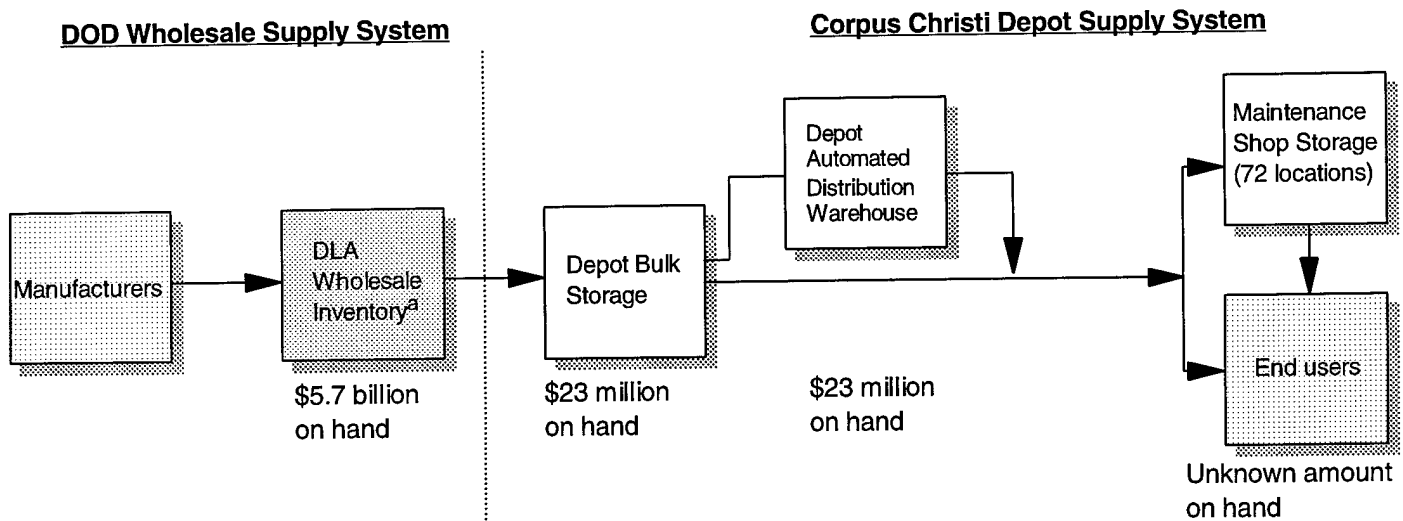 DOD Wholesale Supply System
Corpus Christi Depot Supply System
Manufacturers
DLA
Wholesale
Inventoryᵃ
$5.7 billion
on hand
Depot Bulk
Storage
$23 million
on hand
Depot
Automated
Distribution
Warehouse
$23 million
on hand
Maintenance
Shop Storage
(72 locations)
End users
Unknown amount
on hand